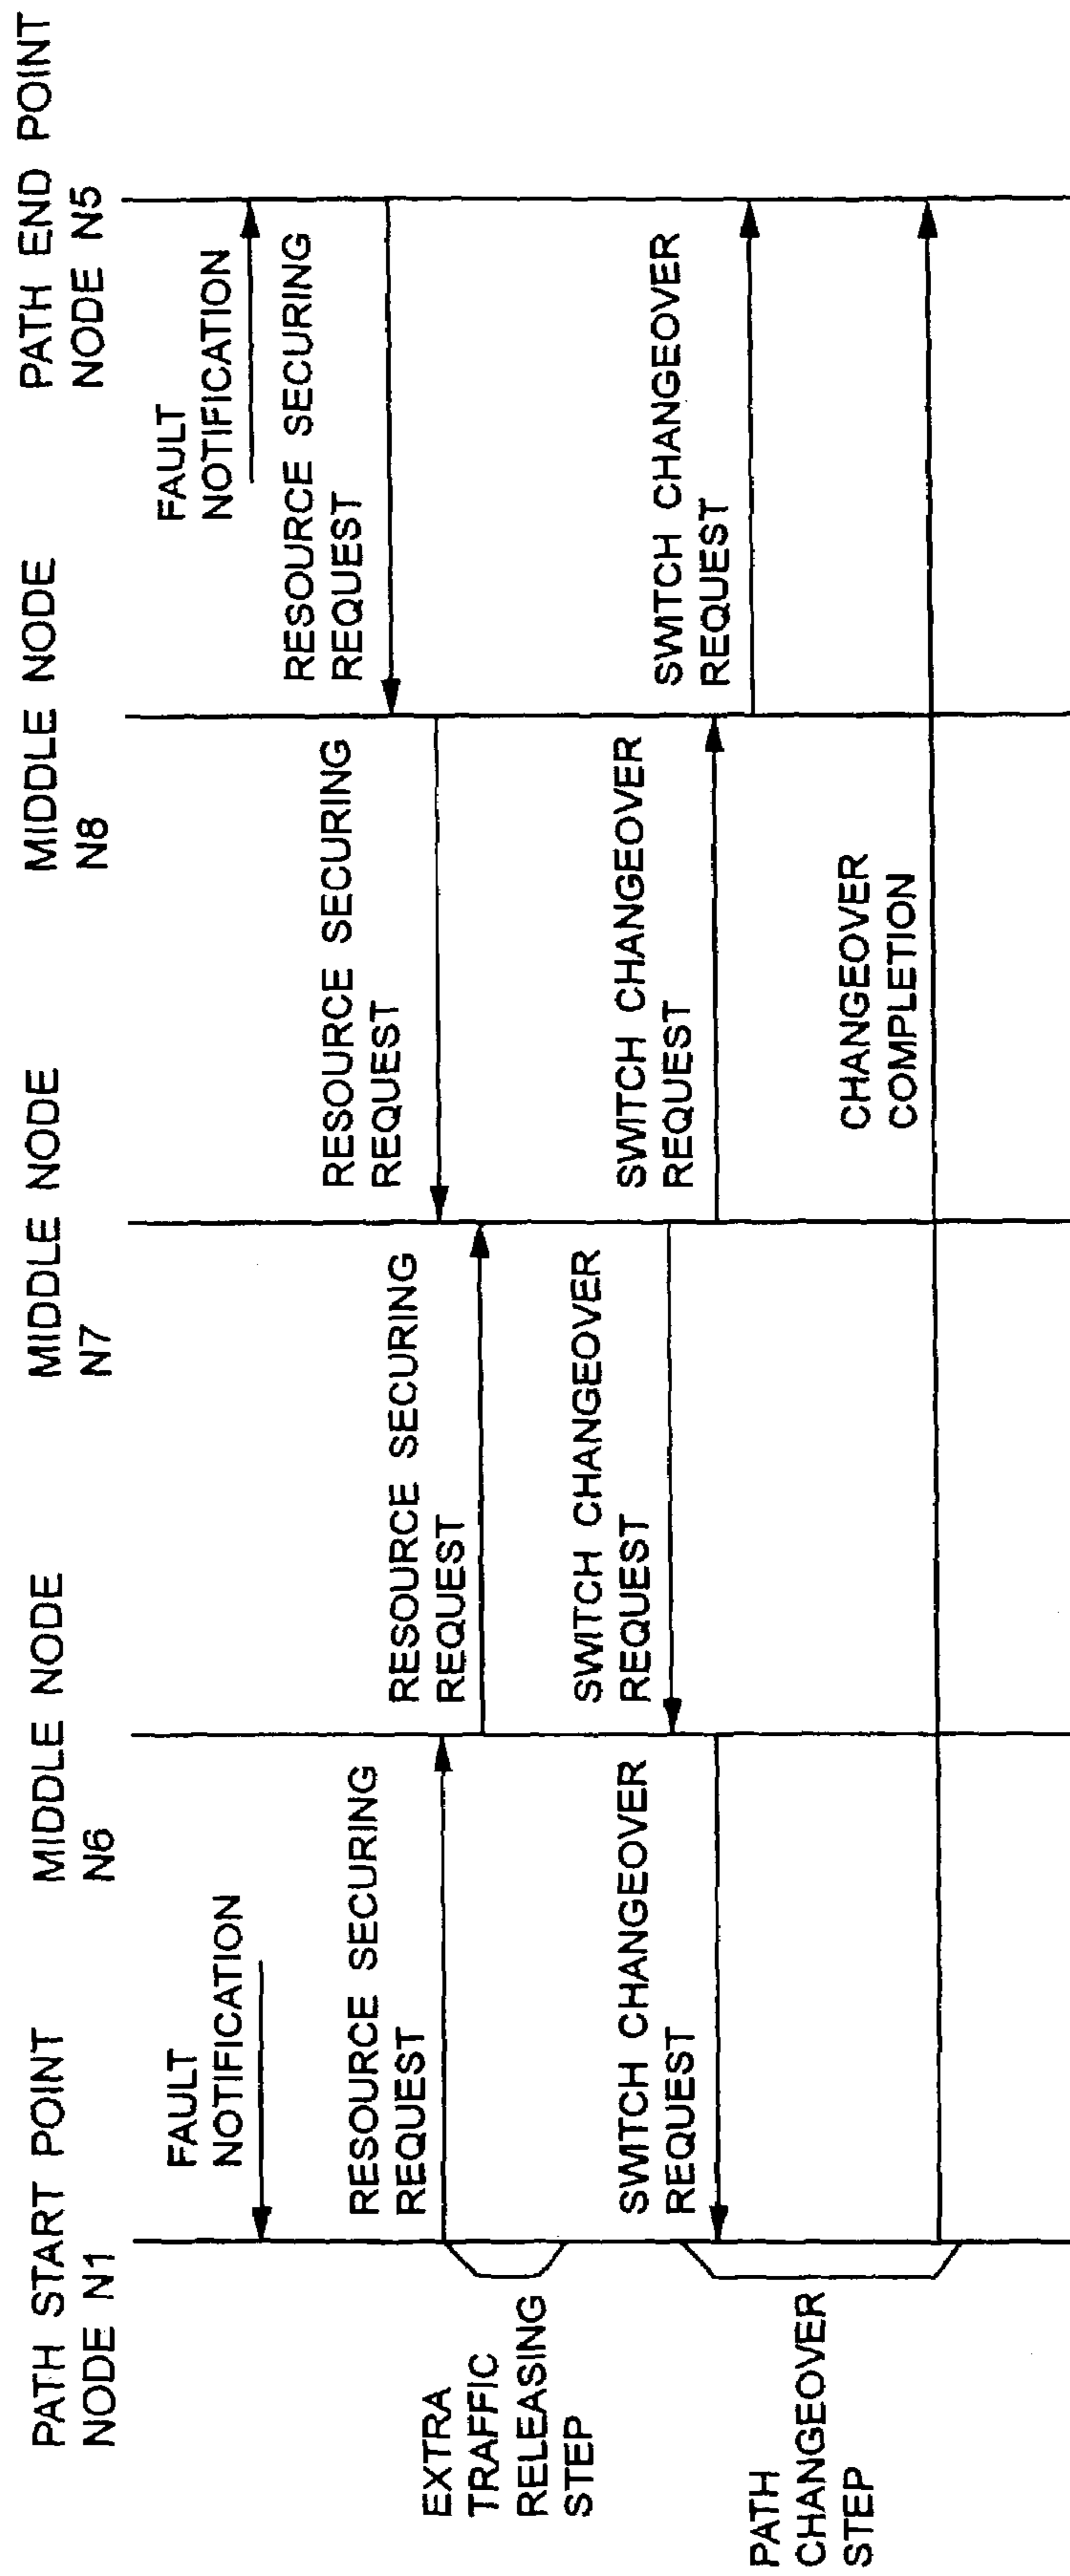 PATH START POINT
NODE N1
MIDDLE NODE
N6
MIDDLE NODE
N7
MIDDLE NODE
N8
PATH END POINT
NODE N5
FAULT
NOTIFICATION
FAULT
NOTIFICATION
RESOURCE SECURING
REQUEST
RESOURCE SECURING
REQUEST
RESOURCE SECURING
REQUEST
RESOURCE SECURING
REQUEST
EXTRA
TRAFFIC
RELEASING
STEP
SWITCH CHANGEOVER
REQUEST
SWITCH CHANGEOVER
REQUEST
SWITCH CHANGEOVER
REQUEST
SWITCH CHANGEOVER
REQUEST
PATH
CHANGEOVER
STEP
CHANGEOVER
COMPLETION